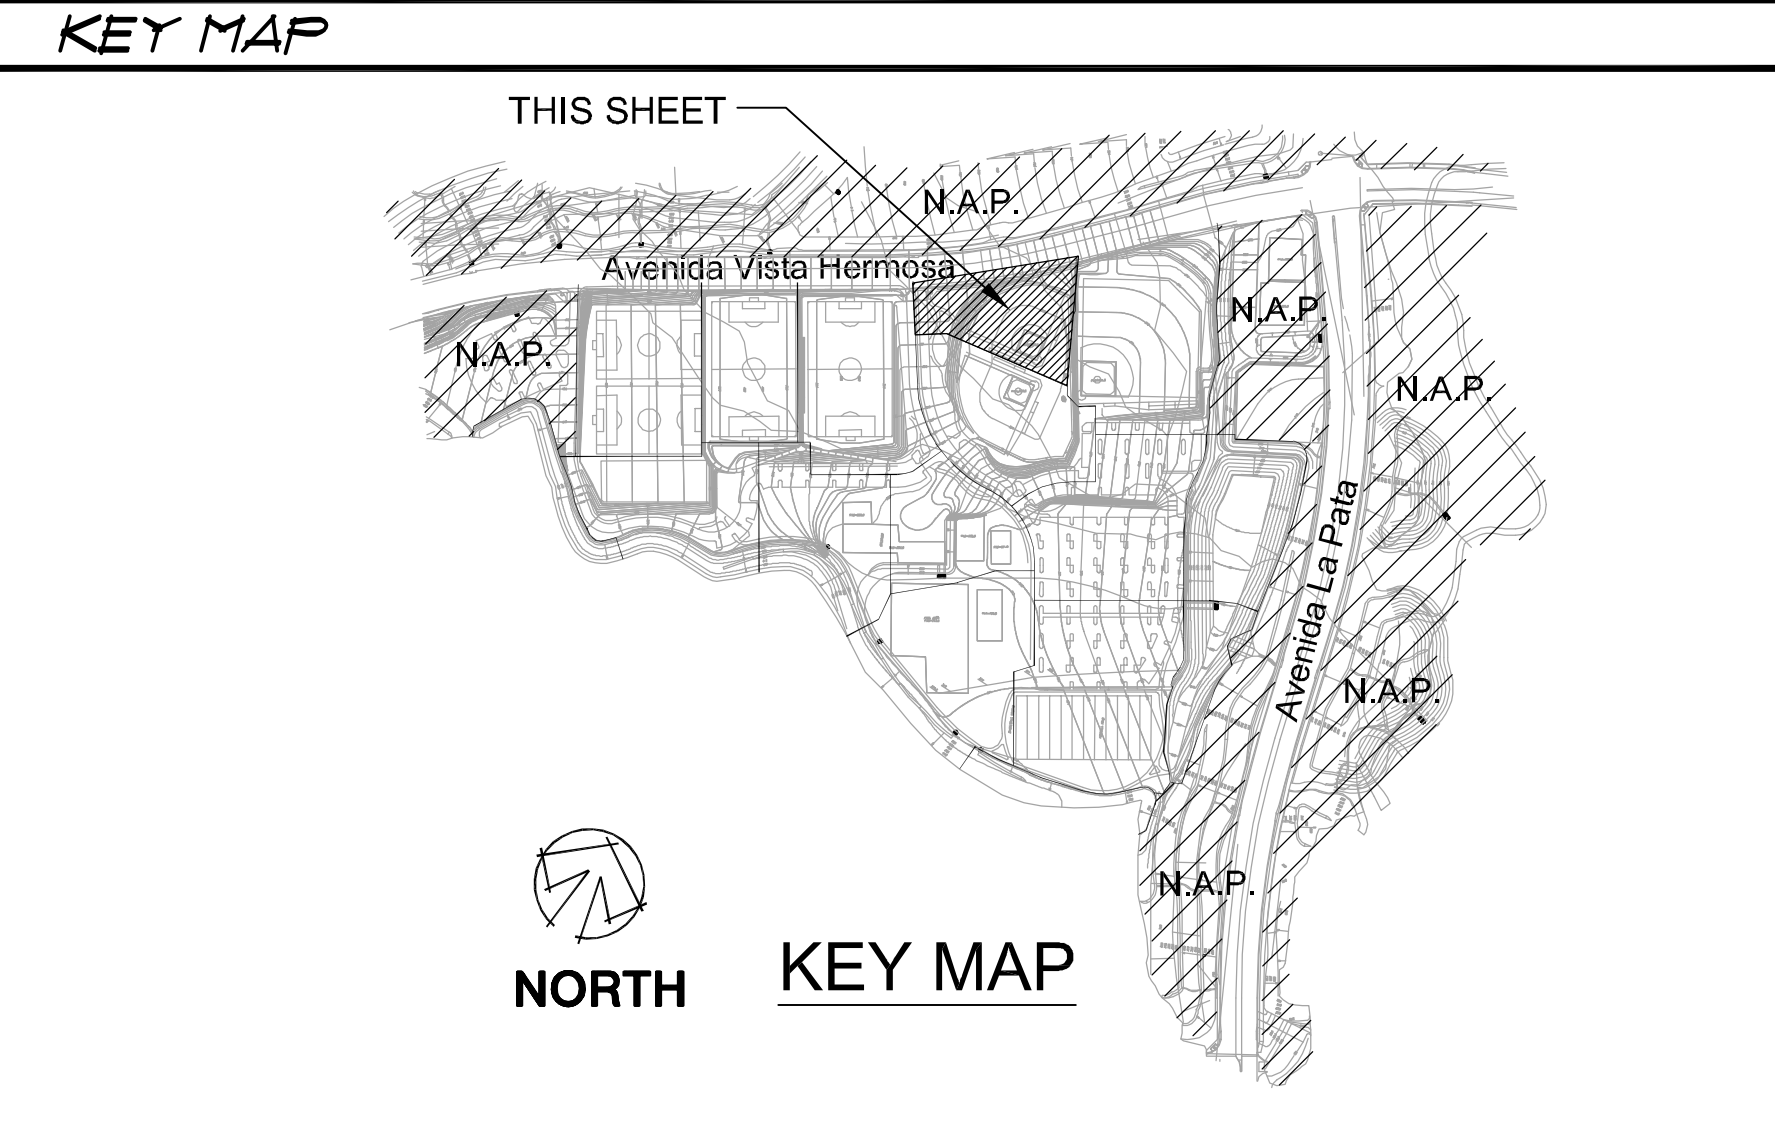 KEY MAP
THIS SHEET
N.A.P.
Avenida Vista Hermosa
N.A.P.
N.A.P.
N.A.P.
Avenida La Pata
N.A.P.
N.A.P.
NORTH
KEY MAP